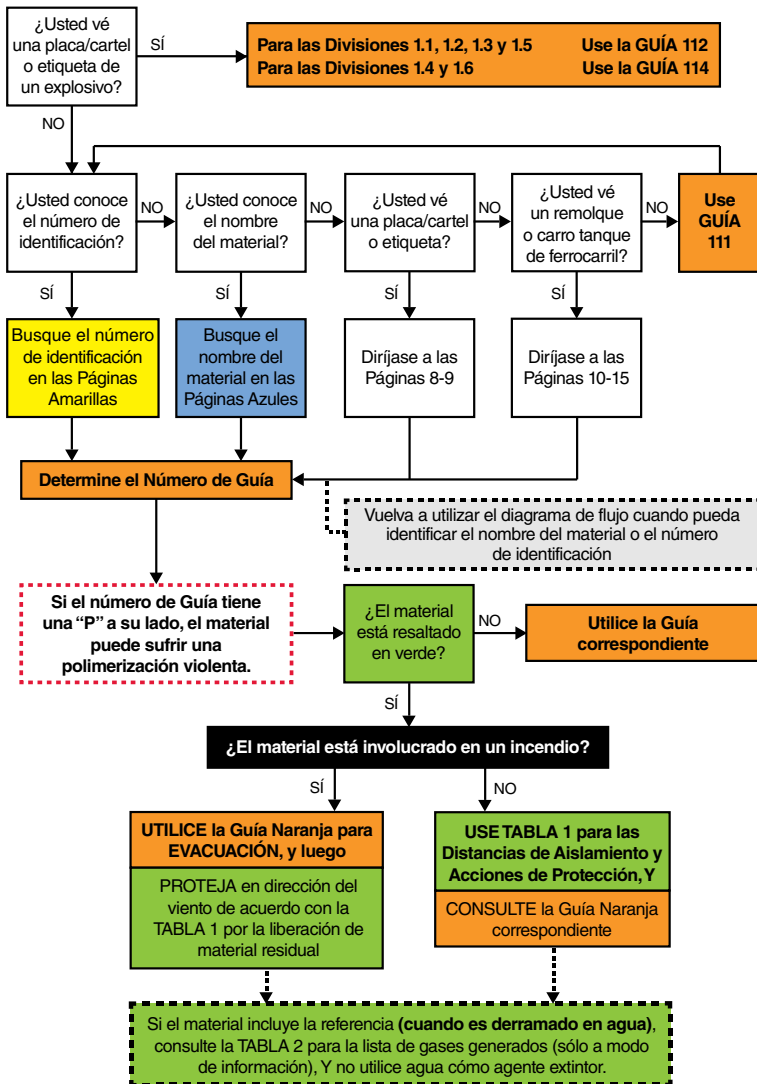 ¿Usted vé
una placa/cartel
o etiqueta de
un explosivo?
SÍ
Para las Divisiones 1.1, 1.2, 1.3 y 1.5 Use la GUÍA 112
Para las Divisiones 1.4 y 1.6 Use la GUÍA 114
NO
¿Usted conoce
el número de
identificación?
NO
¿Usted conoce
el nombre
del material?
NO
¿Usted vé
una placa/cartel
o etiqueta?
NO
¿Usted vé
un remolque
o carro tanque
de ferrocarril?
NO
Use
GUÍA
111
SÍ
SÍ
SÍ
SÍ
Busque el número
de identificación
en las Páginas
Amarillas
Busque el
nombre del
material en las
Páginas Azules
Diríjase a las
Páginas 8-9
Diríjase a las
Páginas 10-15
Determine el Número de Guía
Vuelva a utilizar el diagrama de flujo cuando pueda
identificar el nombre del material o el número
de identificación
Si el número de Guía tiene
una “P” a su lado, el material
puede sufrir una
polimerización violenta.
¿El material
está resaltado
en verde?
NO
Utilice la Guía
correspondiente
SÍ
¿El material está involucrado en un incendio?
SÍ
NO
UTILICE la Guía Naranja para
EVACUACIÓN, y luego
PROTEJA en dirección del
viento de acuerdo con la
TABLA 1 por la liberación de
material residual
USE TABLA 1 para las
Distancias de Aislamiento y
Acciones de Protección, Y
CONSULTE la Guía Naranja
correspondiente
Si el material incluye la referencia (cuando es derramado en agua),
consulte la TABLA 2 para la lista de gases generados (sólo a modo
de información), Y no utilice agua cómo agente extintor.